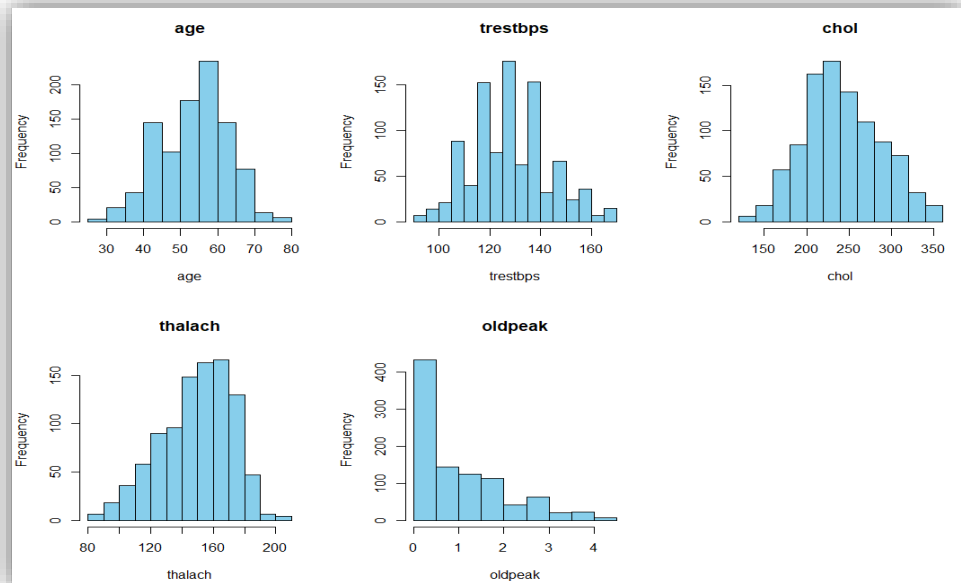 age
Frequency
0 50 100 150 200
30 40 50 60 70 80
age
trestbps
Frequency
0 50 100 150
100 120 140 160
trestbps
chol
Frequency
0 50 100 150
150 200 250 300 350
chol
thalach
Frequency
0 50 100 150
80 120 160 200
thalach
oldpeak
Frequency
0 100 200 300 400
0 1 2 3 4
oldpeak